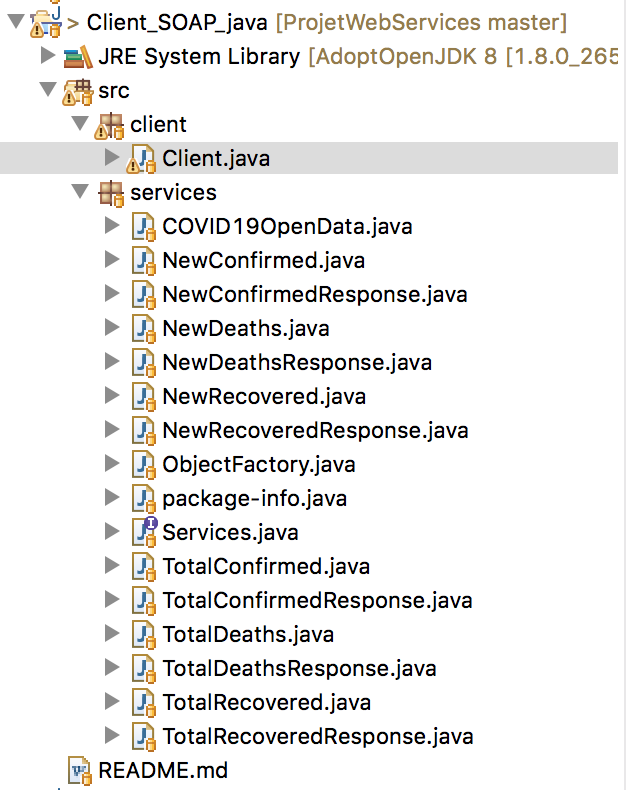 > Client_SOAP_java [ProjetWebServices master]
JRE System Library [AdoptOpenJDK 8 [1.8.0_265
src
client
Client.java
services
COVID19OpenData.java
NewConfirmed.java
NewConfirmedResponse.java
NewDeaths.java
NewDeathsResponse.java
NewRecovered.java
NewRecoveredResponse.java
ObjectFactory.java
package-info.java
Services.java
TotalConfirmed.java
TotalConfirmedResponse.java
TotalDeaths.java
TotalDeathsResponse.java
TotalRecovered.java
TotalRecoveredResponse.java
README.md